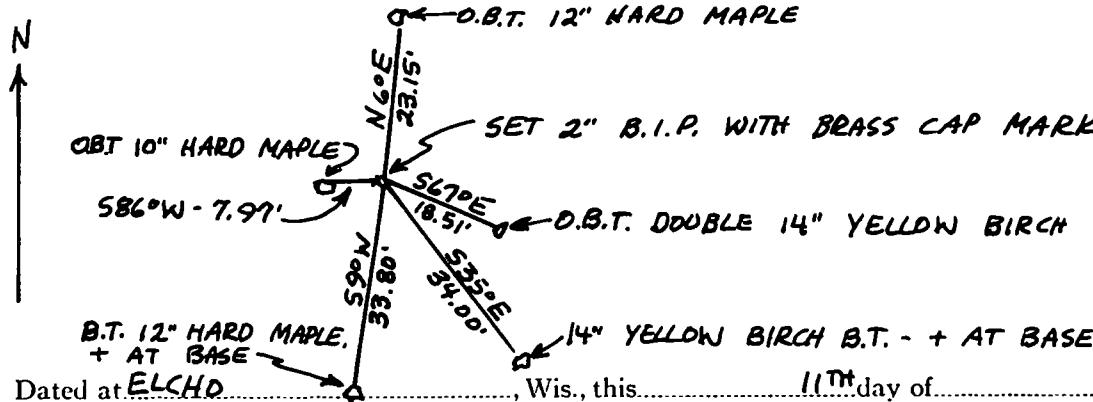 O.B.T. 12" HARD MAPLE
N
N6°E
23.15'
SET 2" B.I.P. WITH BRASS CAP MARK
OBT 10" HARD MAPLE
S67°E
18.51'
S86°W - 7.97'
O.B.T. DOUBLE 14" YELLOW BIRCH
S9°W
33.80'
S35°E
34.00'
B.T. 12" HARD MAPLE.
+ AT BASE
14" YELLOW BIRCH B.T. - + AT BASE
Dated at ELCHO, Wis., this 11TH day of